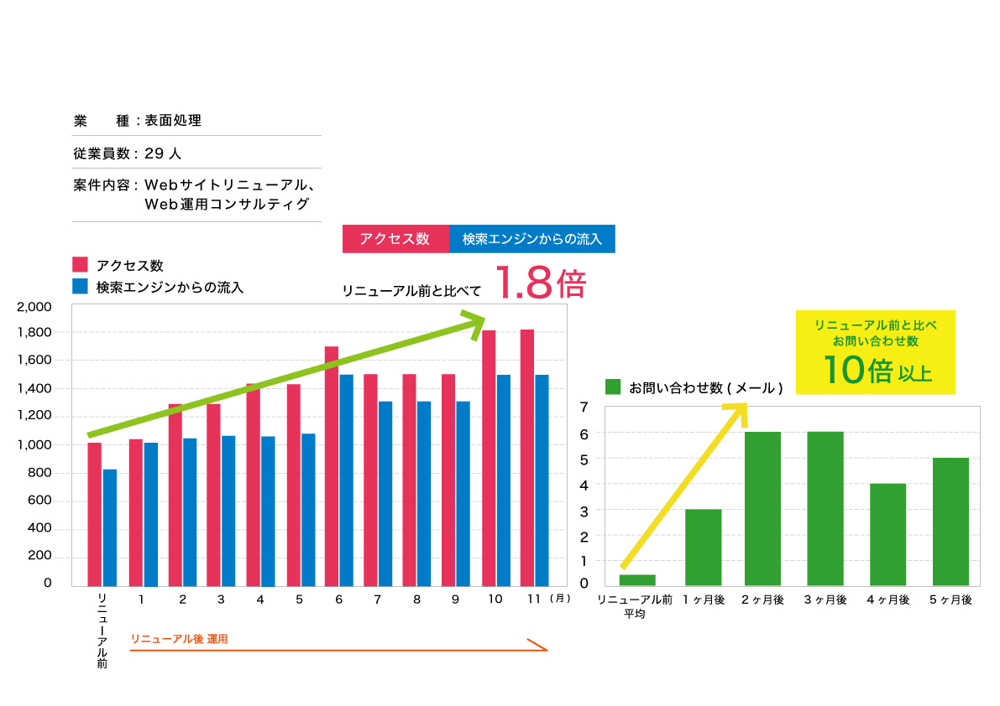 業　　種 : 表面処理
従業員数 : 29 人
案件内容 : Webサイトリニューアル、
Web運用コンサルティグ
アクセス数 検索エンジンからの流入
アクセス数
検索エンジンからの流入
リニューアル前と比べて 1.8倍
2,000
1,800
1,600
1,400
1,200
1,000
800
600
400
200
0
リニューアル前 1 2 3 4 5 6 7 8 9 10 11 (月)
リニューアル後 運用
リニューアル前と比べ
お問い合わせ数
10倍 以上
お問い合わせ数 ( メール )
7
6
5
4
3
2
1
0
リニューアル前 1 ヶ月後 2 ヶ月後 3 ヶ月後 4 ヶ月後 5 ヶ月後
平均